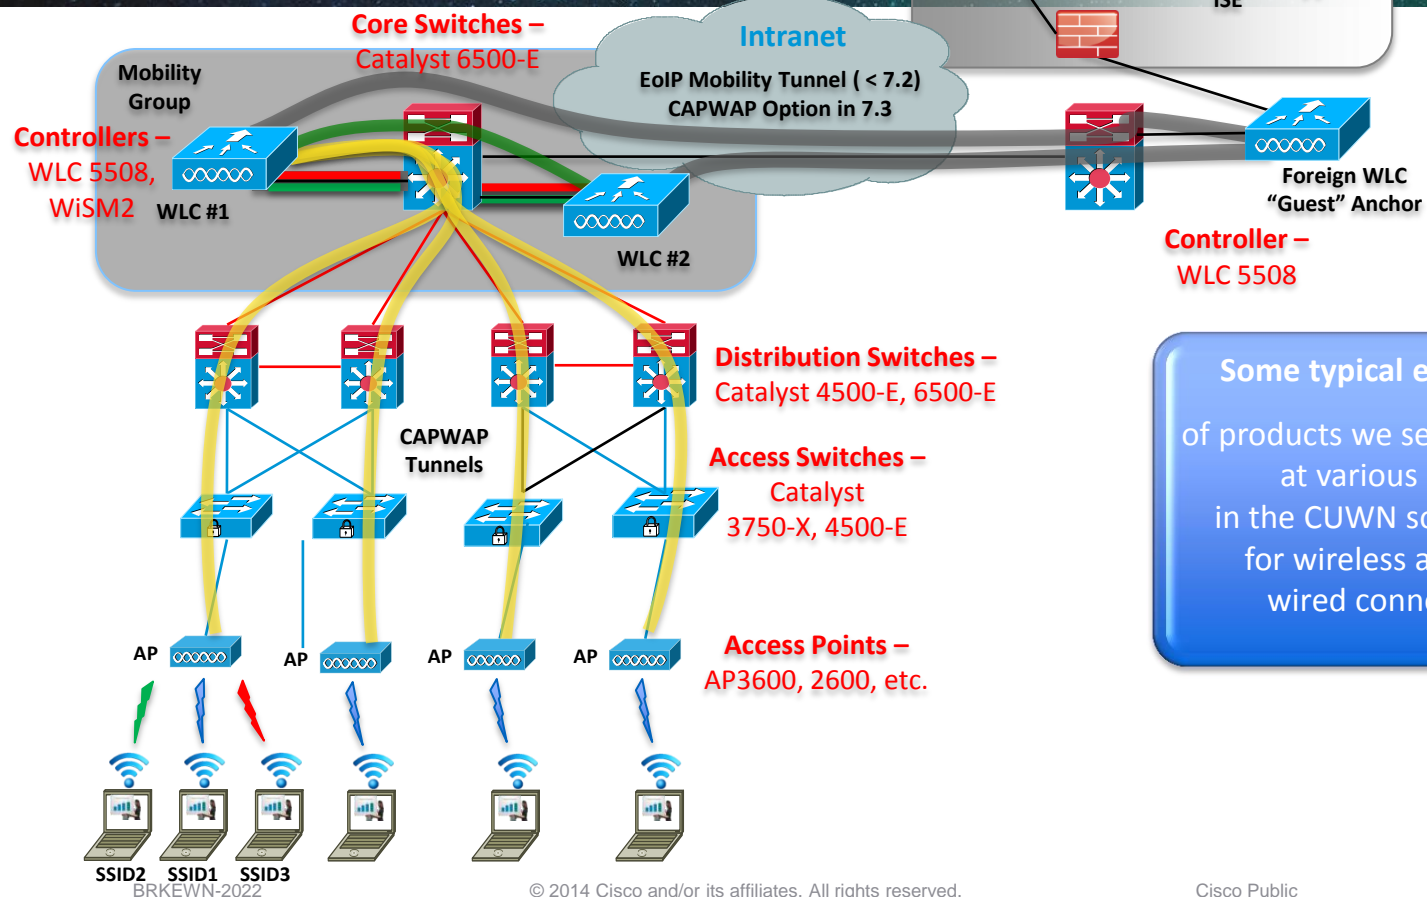 ISE
Core Switches –
Catalyst 6500-E
Intranet
EoIP Mobility Tunnel ( < 7.2)
CAPWAP Option in 7.3
Mobility
Group
Controllers –
WLC 5508,
WiSM2
WLC #1
WLC #2
Foreign WLC
“Guest” Anchor
Controller –
WLC 5508
Distribution Switches –
Catalyst 4500-E, 6500-E
CAPWAP
Tunnels
Access Switches –
Catalyst
3750-X, 4500-E
Some typical
of products we
at various
in the CUWN
for wireless
wired
AP
AP
AP
AP
Access Points –
AP3600, 2600, etc.
SSID2
SSID1
SSID3
BRKEWN-2022
© 2014 Cisco and/or its affiliates. All rights reserved.
Cisco Public